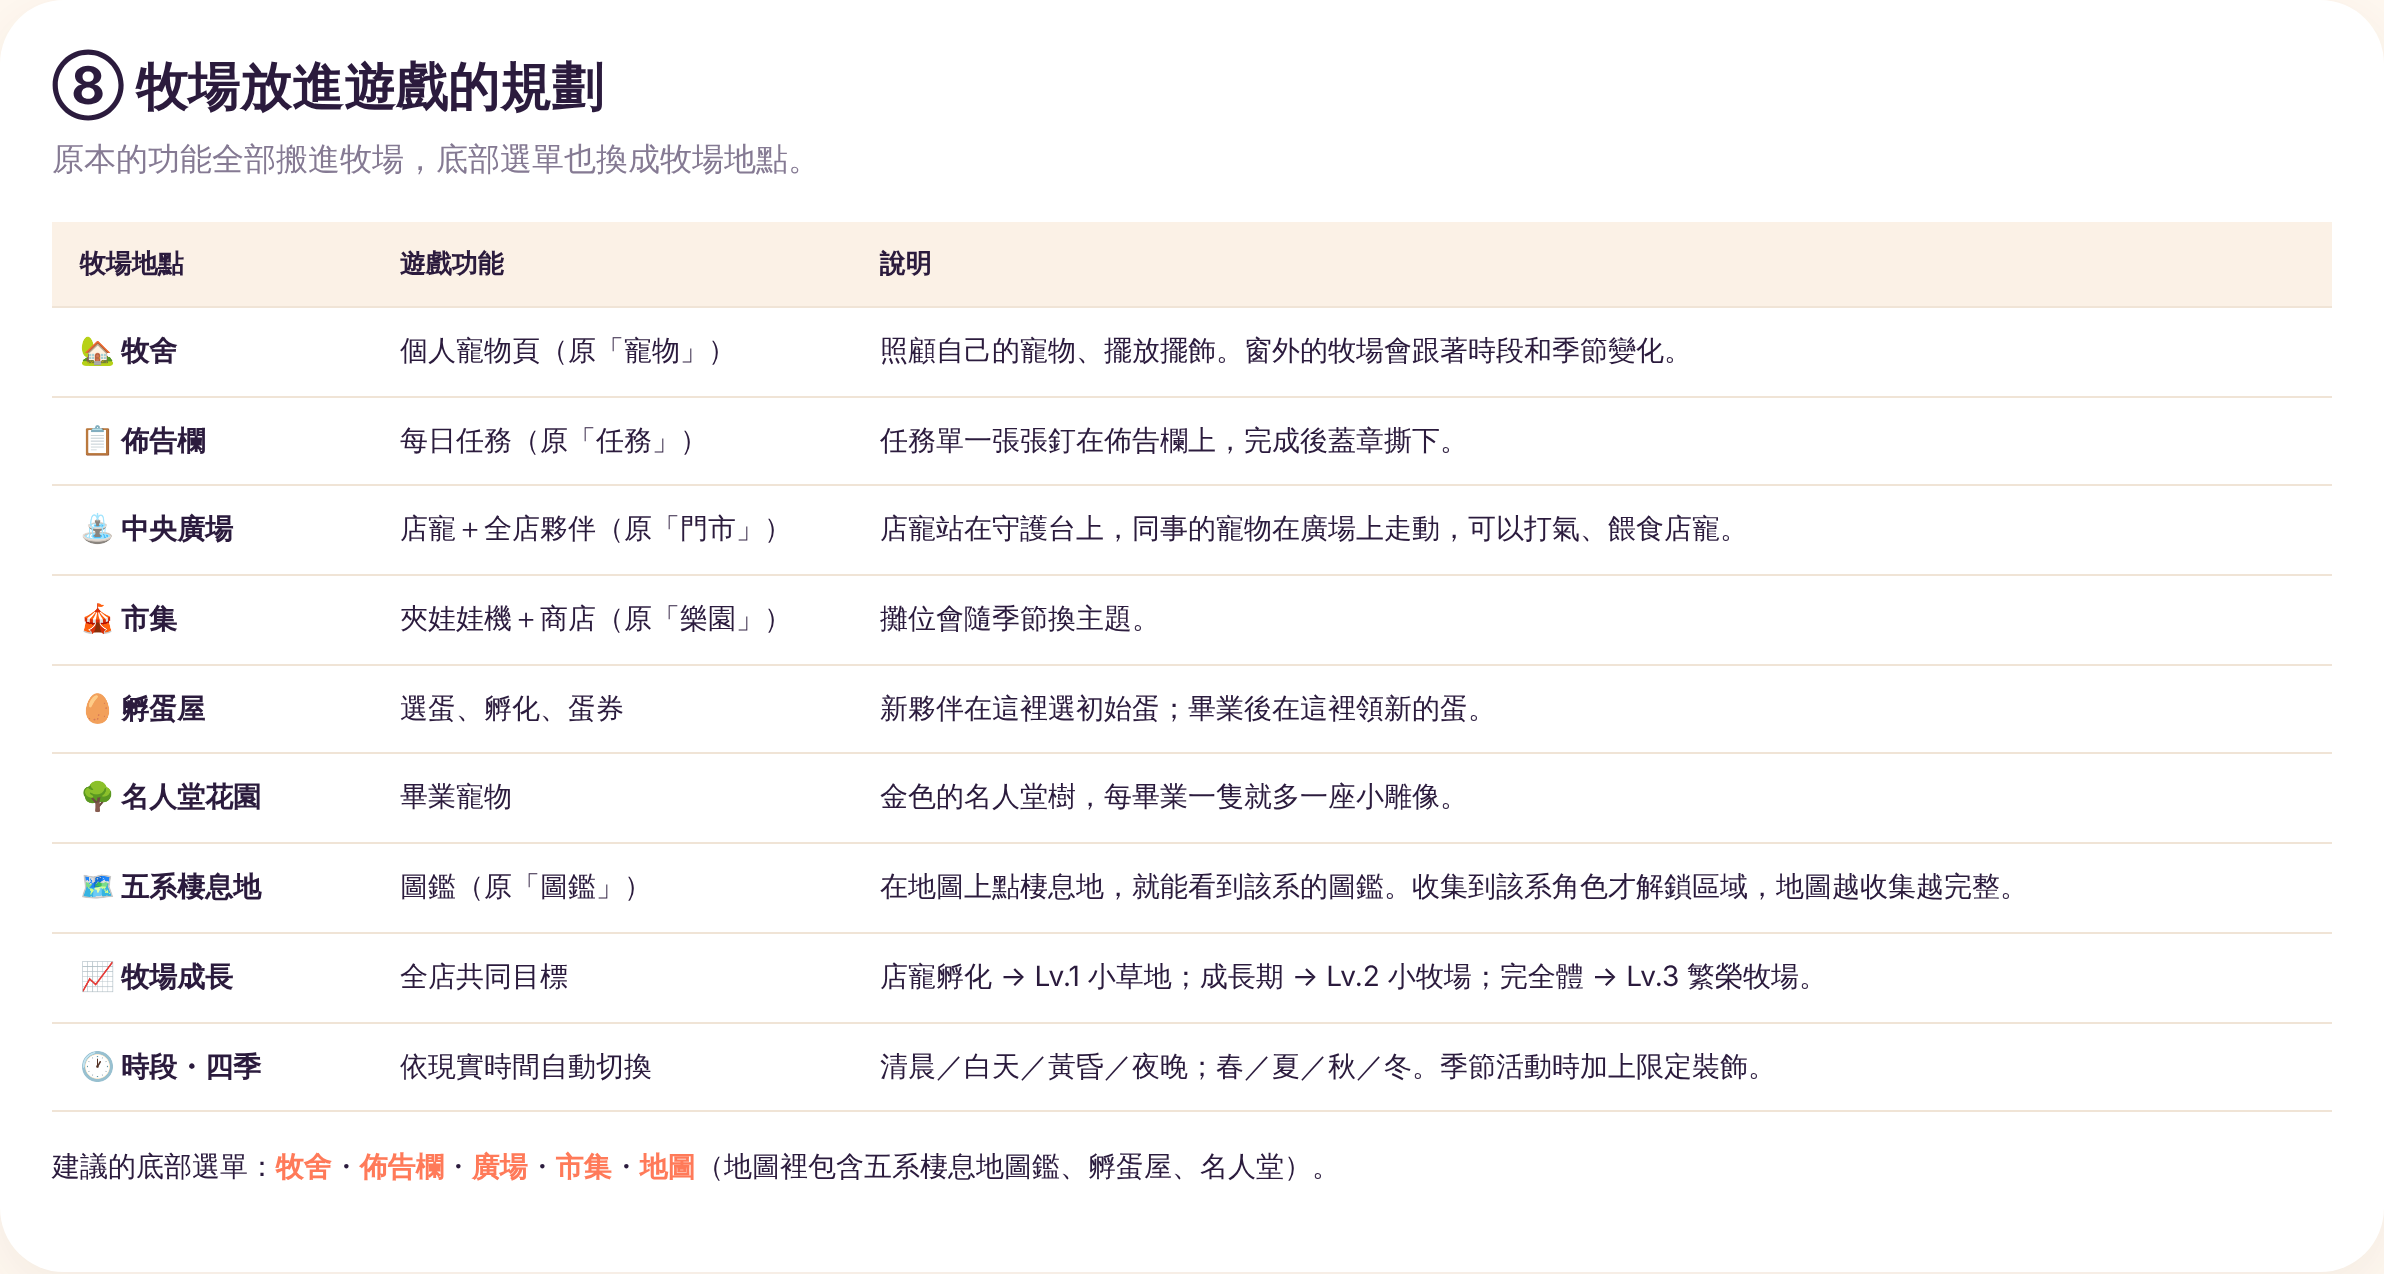 ⑧ 牧場放進遊戲的規劃
原本的功能全部搬進牧場，底部選單也換成牧場地點。
牧場地點 遊戲功能 說明
🏡 牧舍 個人寵物頁（原「寵物」） 照顧自己的寵物、擺放擺飾。窗外的牧場會跟著時段和季節變化。
📋 佈告欄 每日任務（原「任務」） 任務單一張張釘在佈告欄上，完成後蓋章撕下。
⛲ 中央廣場 店寵＋全店夥伴（原「門市」） 店寵站在守護台上，同事的寵物在廣場上走動，可以打氣、餵食店寵。
🎪 市集 夾娃娃機＋商店（原「樂園」） 攤位會隨季節換主題。
🥚 孵蛋屋 選蛋、孵化、蛋券 新夥伴在這裡選初始蛋；畢業後在這裡領新的蛋。
🌳 名人堂花園 畢業寵物 金色的名人堂樹，每畢業一隻就多一座小雕像。
🗺️ 五系棲息地 圖鑑（原「圖鑑」） 在地圖上點棲息地，就能看到該系的圖鑑。收集到該系角色才解鎖區域，地圖越收集越完整。
📈 牧場成長 全店共同目標 店寵孵化 → Lv.1 小草地；成長期 → Lv.2 小牧場；完全體 → Lv.3 繁榮牧場。
🕐 時段・四季 依現實時間自動切換 清晨／白天／黃昏／夜晚；春／夏／秋／冬。季節活動時加上限定裝飾。
建議的底部選單：牧舍・佈告欄・廣場・市集・地圖（地圖裡包含五系棲息地圖鑑、孵蛋屋、名人堂）。